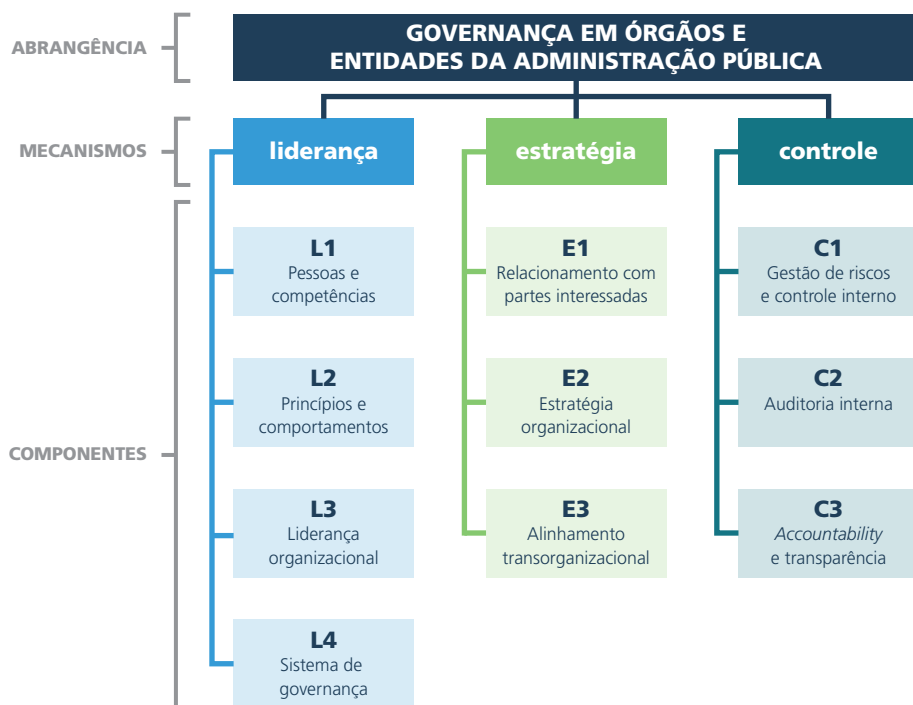 ABRANGÊNCIA
GOVERNANÇA EM ÓRGÃOS E
ENTIDADES DA ADMINISTRAÇÃO PÚBLICA
MECANISMOS
liderança
estratégia
controle
COMPONENTES
L1
Pessoas e
competências
L2
Princípios e
comportamentos
L3
Liderança
organizacional
L4
Sistema de
governança
E1
Relacionamento com
partes interessadas
E2
Estratégia
organizacional
E3
Alinhamento
transorganizacional
C1
Gestão de riscos
e controle interno
C2
Auditoria interna
C3
Accountability
e transparência